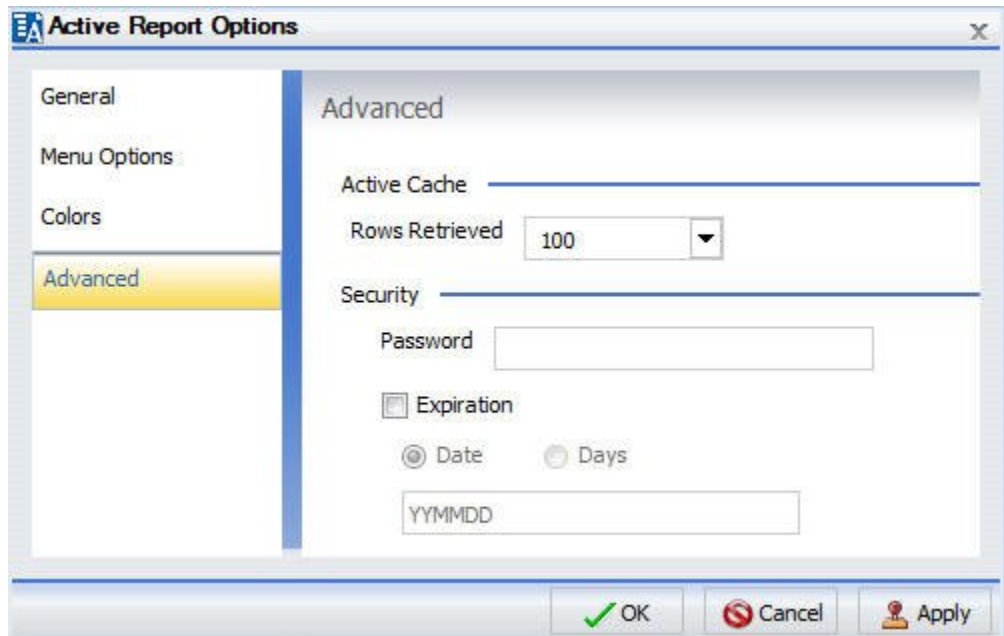 Active Report Options
General
Menu Options
Colors
Advanced
Advanced
Active Cache
Rows Retrieved 100
Security
Password
Expiration
Date Days
YYMMDD
OK Cancel Apply